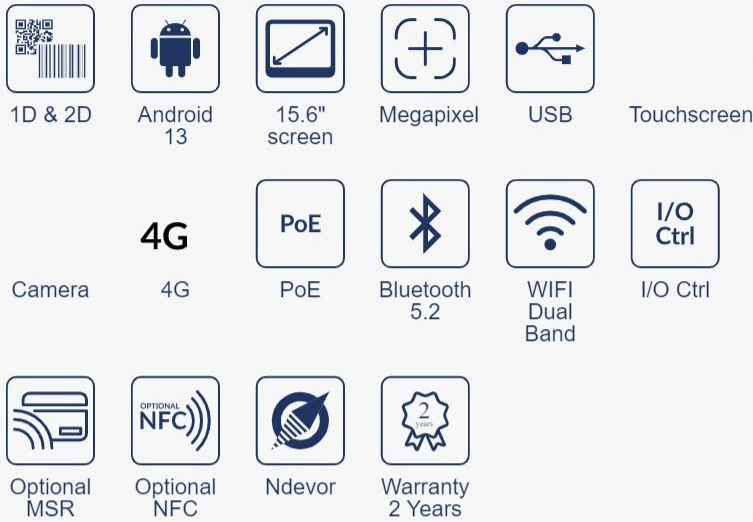 1D & 2D
Android
13
15.6"
screen
Megapixel
USB
Touchscreen
4G
PoE
I/O
Ctrl
Camera
4G
PoE
Bluetooth
5.2
WIFI
Dual
Band
I/O Ctrl
OPTIONAL
NFC
2
years
Optional
MSR
Optional
NFC
Ndevor
Warranty
2 Years